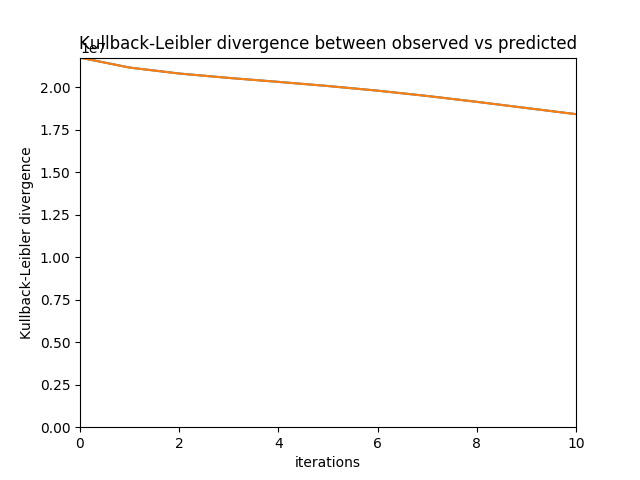 Kullback-Leibler divergence between observed vs predicted
1e7
2.00
1.75
1.50
1.25
1.00
0.75
0.50
0.25
0.00
Kullback-Leibler divergence
0 2 4 6 8 10
iterations